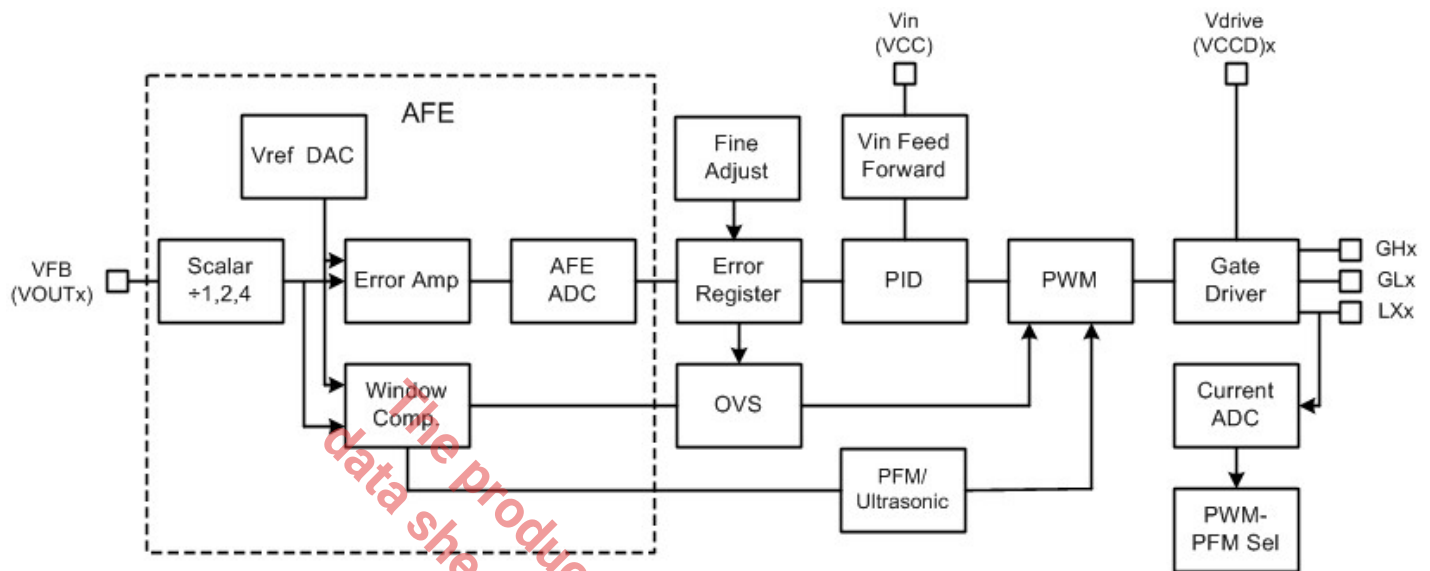 Vin
(VCC)
Vdrive
(VCCD)x
AFE
Vref DAC
Fine
Adjust
Vin Feed
Forward
VFB
(VOUTx)
Scalar
÷1,2,4
Error Amp
AFE
ADC
Error
Register
PID
PWM
Gate
Driver
GHx
GLx
LXx
Window
Comp.
OVS
Current
ADC
PFM/
Ultrasonic
PWM-
PFM Sel
The produc
data she